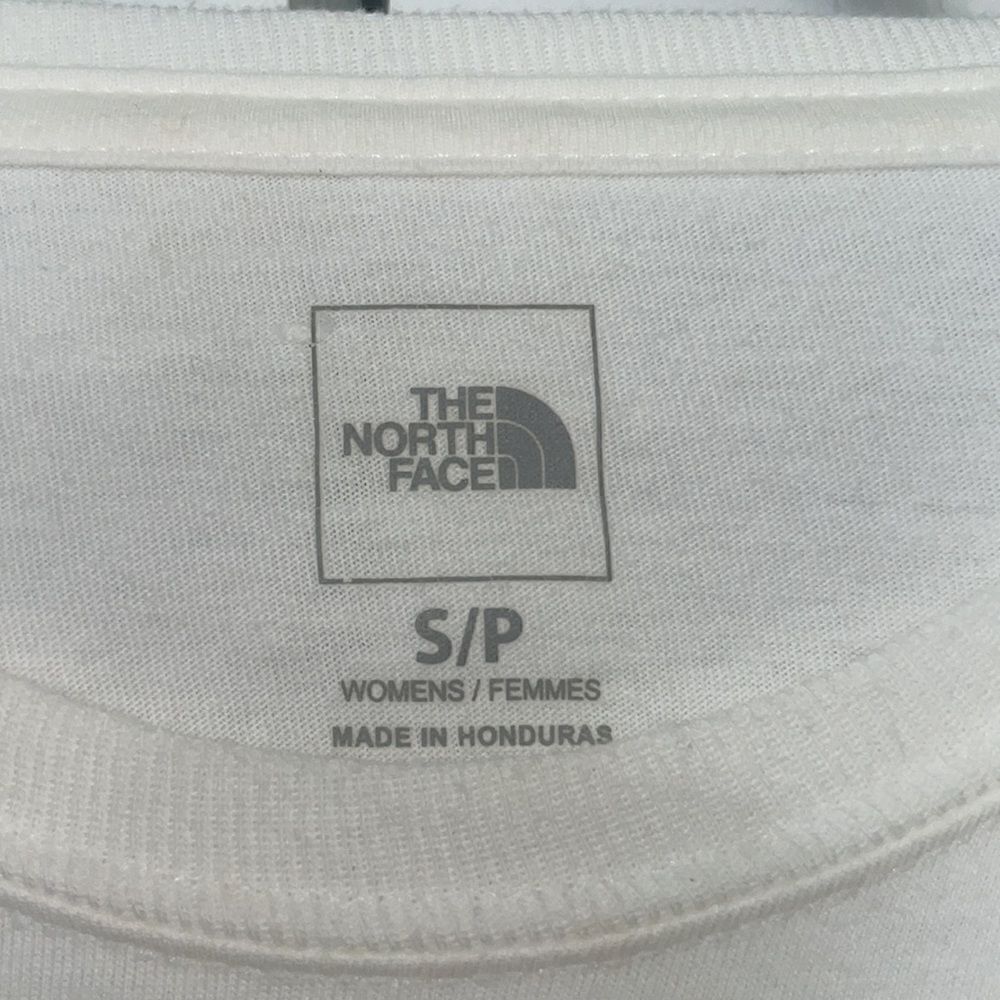 THE
NORTH
FACE
S/P
WOMENS / FEMMES
MADE IN HONDURAS